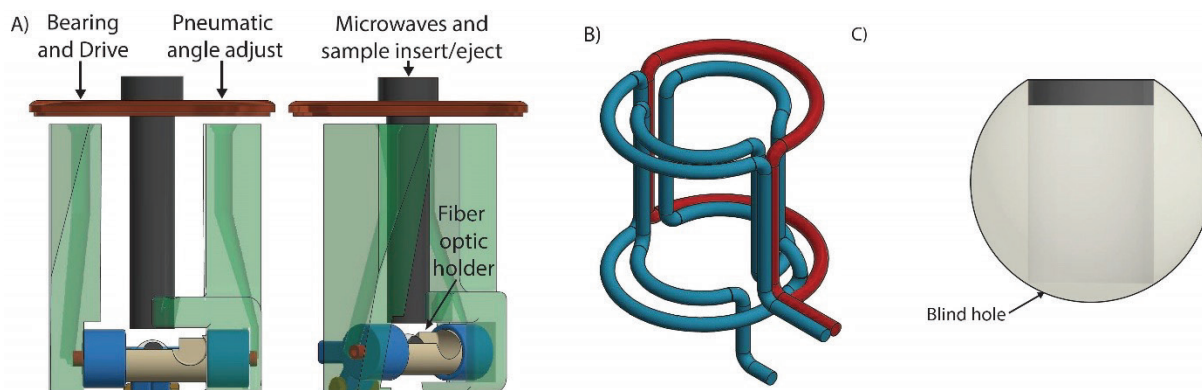 A)
Bearing
and Drive
Pneumatic
angle adjust
Microwaves and
sample insert/eject
Fiber
optic
holder
B)
C)
Blind hole